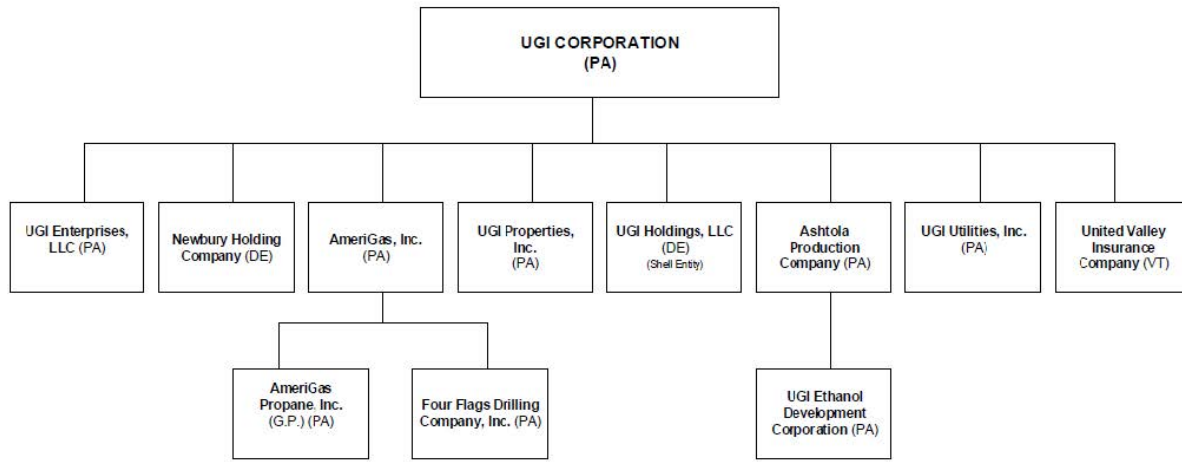 UGI CORPORATION
(PA)
UGI Enterprises,
LLC (PA)
Newbury Holding
Company (DE)
AmeriGas, Inc.
(PA)
UGI Properties,
Inc.
(PA)
UGI Holdings, LLC
(DE)
(Shell Entity)
Ashtola
Production
Company (PA)
UGI Utilities, Inc.
(PA)
United Valley
Insurance
Company (VT)
AmeriGas
Propane, Inc.
(G.P.) (PA)
Four Flags Drilling
Company, Inc. (PA)
UGI Ethanol
Development
Corporation (PA)